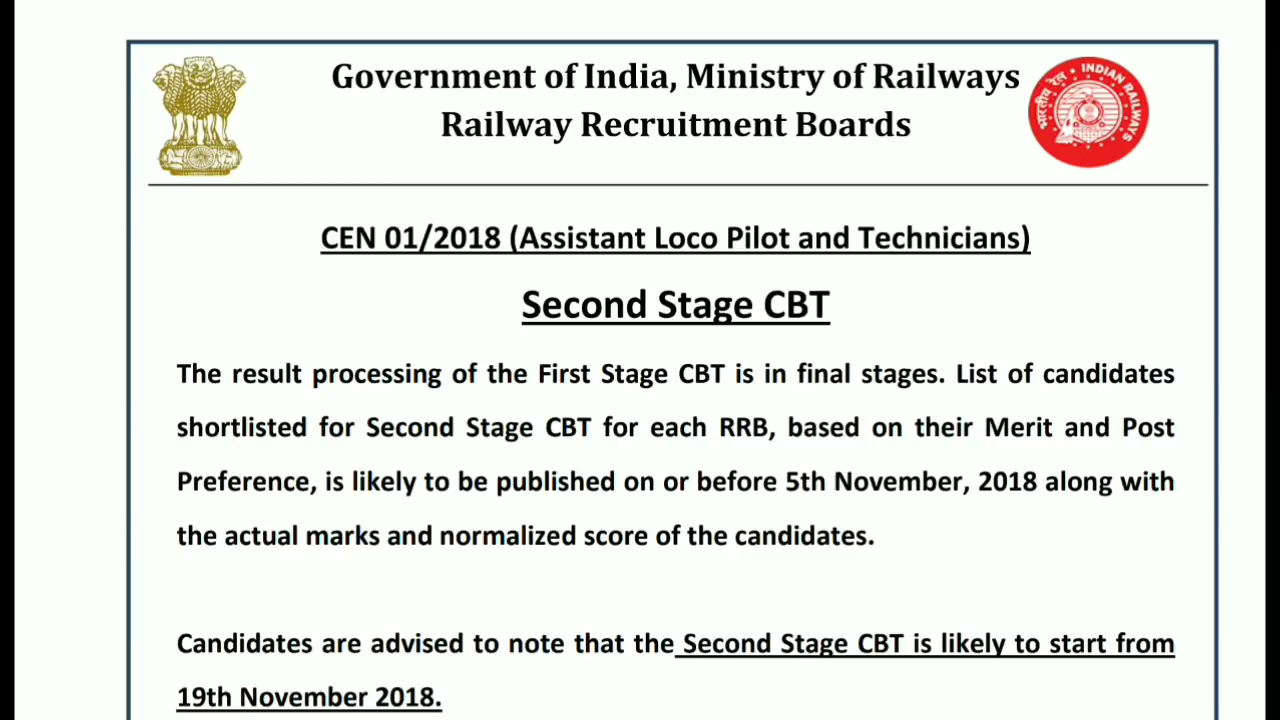 Government of India, Ministry of Railways
Railway Recruitment Boards
भारतीय रेल • INDIAN RAILWAYS
CEN 01/2018 (Assistant Loco Pilot and Technicians)
Second Stage CBT
The result processing of the First Stage CBT is in final stages. List of candidates
shortlisted for Second Stage CBT for each RRB, based on their Merit and Post
Preference, is likely to be published on or before 5th November, 2018 along with
the actual marks and normalized score of the candidates.
Candidates are advised to note that the Second Stage CBT is likely to start from
19th November 2018.